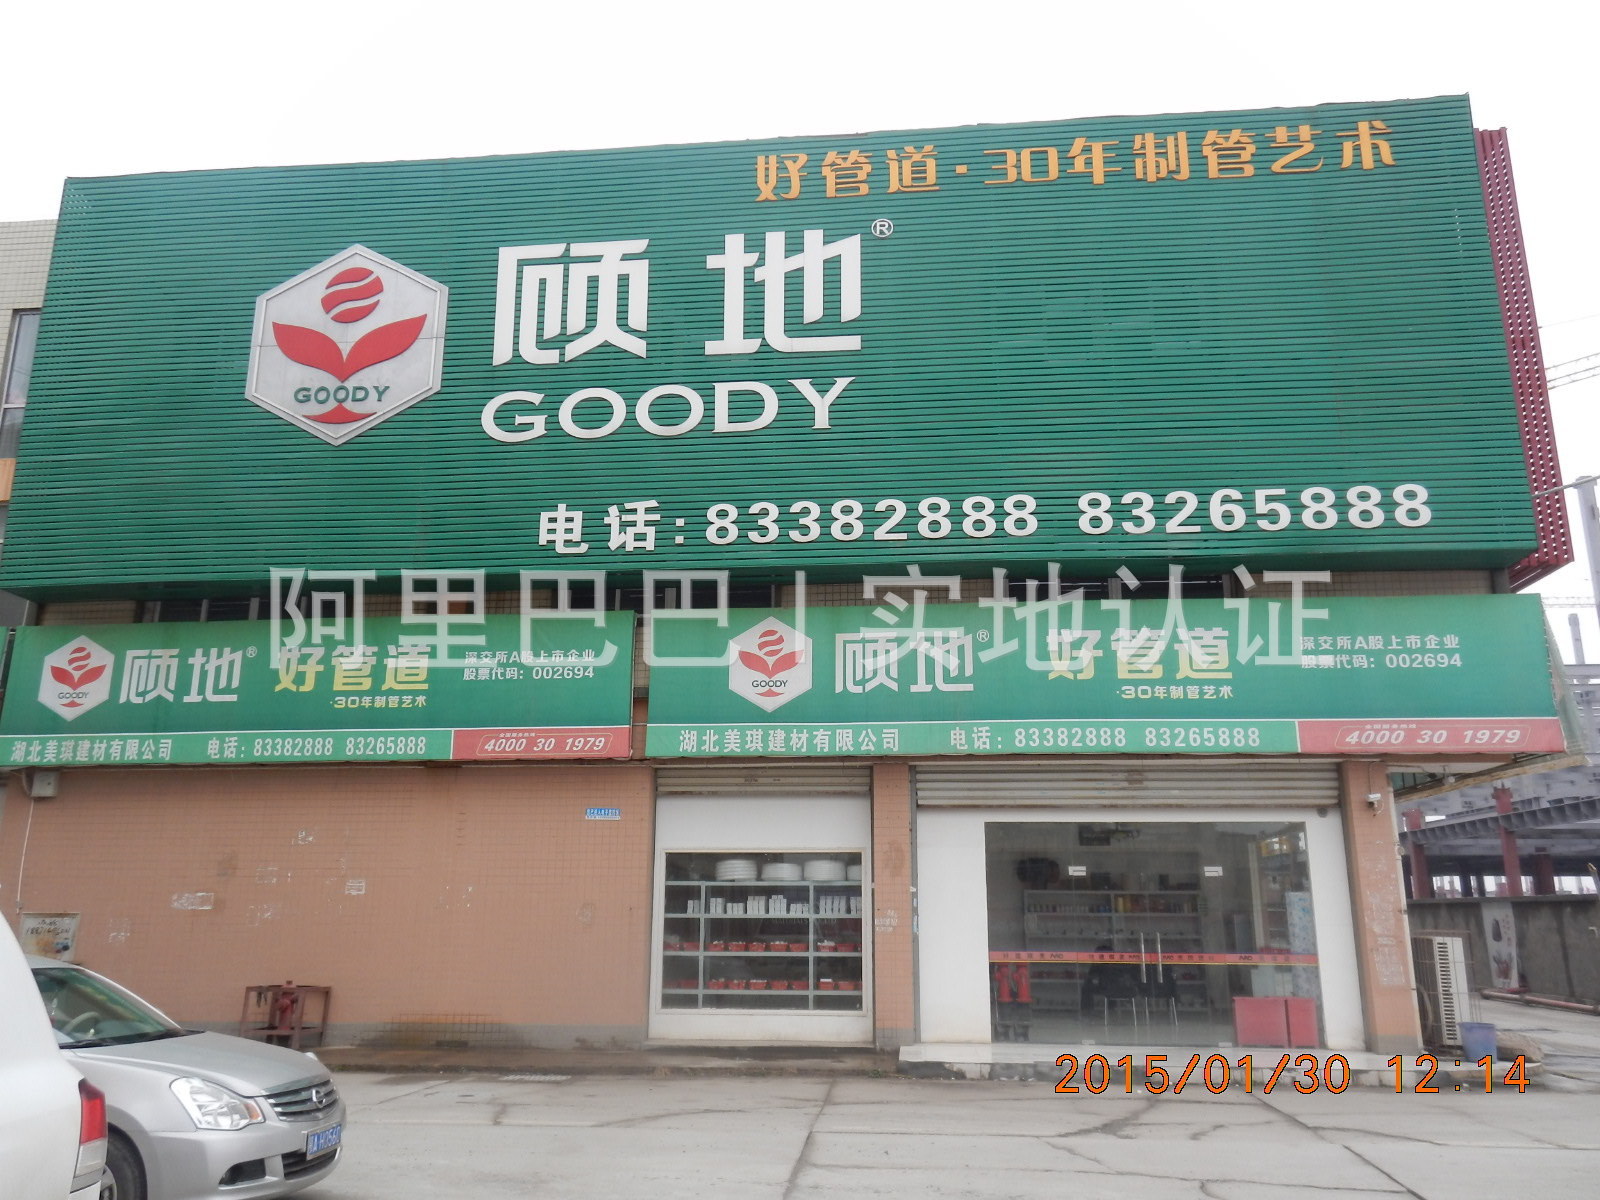 好管道·30年制管艺术
顾地®
GOODY
GOODY
电话:83382888 83265888
阿里巴巴|实地认证
GOODY
顾地® 好管道
·30年制管艺术
深交所A股上市企业
股票代码:002694
湖北美琪建材有限公司 电话:83382888 83265888
4000 30 1979
GOODY
顾地® 好管道
·30年制管艺术
深交所A股上市企业
股票代码:002694
湖北美琪建材有限公司 电话:83382888 83265888
4000 30 1979
2015/01/30 12:14